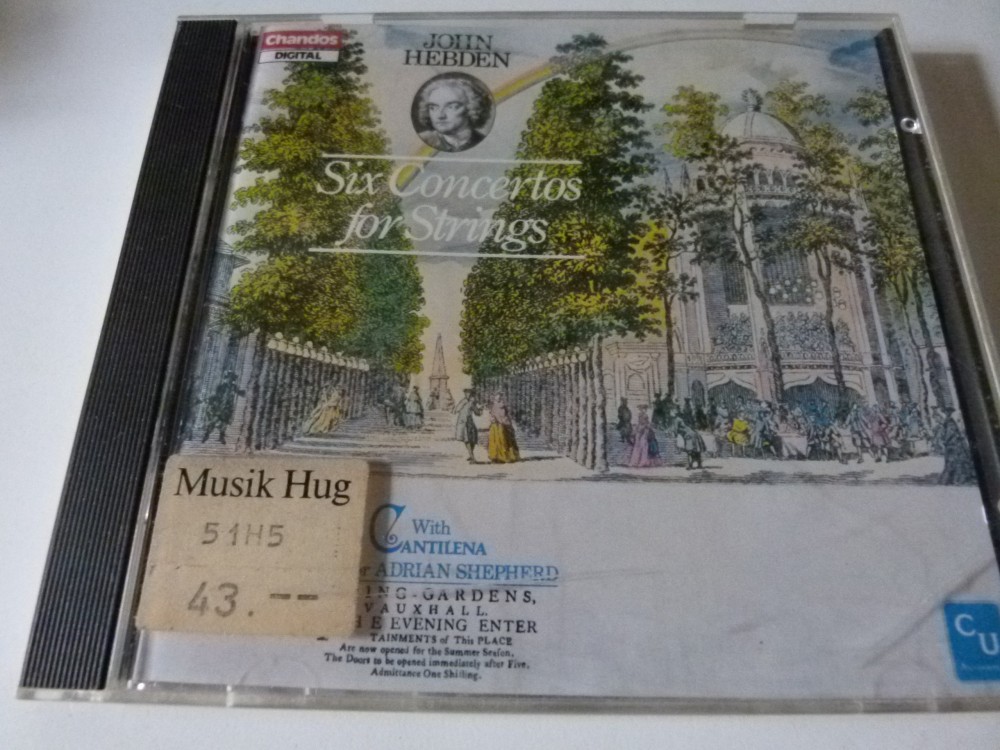 Chandos
DIGITAL
JOHN
HEBDEN
Six Concertos
for Strings
Musik Hug
51H5
43.--
With
CANTILENA
ADRIAN SHEPHERD
ING-GARDENS,
VAUXHALL.
E EVENING ENTER
TAINMENTS of This PLACE
Are now opened for the Summer Seaſon.
The Doors to be opened immediately after Five.
Admittance One Shilling.
CU